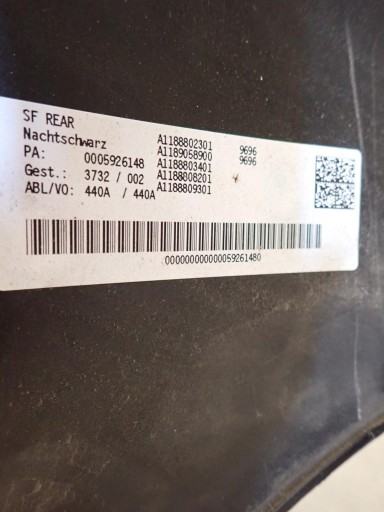 SF REAR
Nachtschwarz A1188802301 9696
PA: 0005926148 A1189058900 9696
Gest.: 3732 / 002 A1188803401
ABL/VO: 440A / 440A A1188808201
A1188809301
000000000000059261480